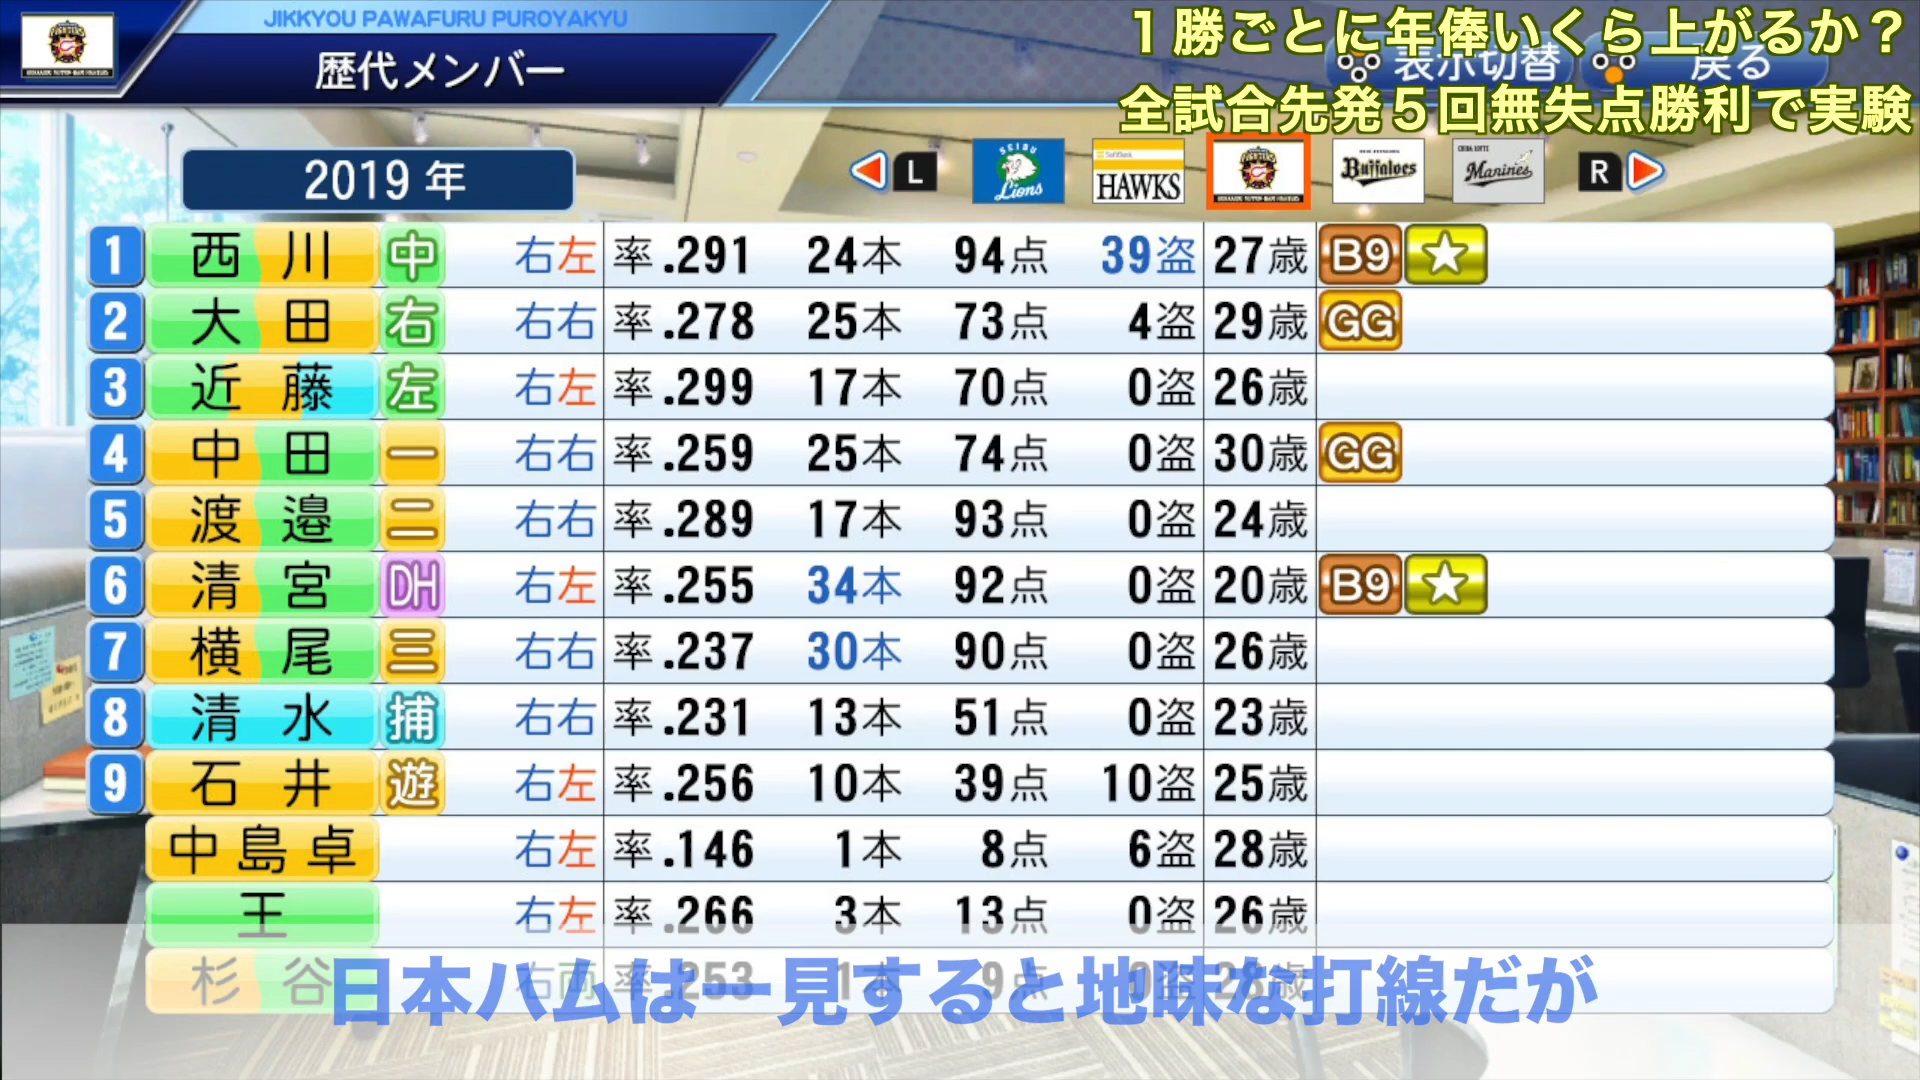 JIKKYOU PAWAFURU PUROYAKYU
歴代メンバー
１勝ごとに年俸いくら上がるか？
表示切替 戻る
全試合先発５回無失点勝利で実験
2019 年
L SEIBU Lions SoftBank HAWKS Buffaloes Marines R
1 西川 中 右左 率.291 24本 94点 39盗 27歳 B9 ★
2 大田 右 右右 率.278 25本 73点 4盗 29歳 GG
3 近藤 左 右左 率.299 17本 70点 0盗 26歳
4 中田 一 右右 率.259 25本 74点 0盗 30歳 GG
5 渡邉 二 右右 率.289 17本 93点 0盗 24歳
6 清宮 DH 右左 率.255 34本 92点 0盗 20歳 B9 ★
7 横尾 三 右右 率.237 30本 90点 0盗 26歳
8 清水 捕 右右 率.231 13本 51点 0盗 23歳
9 石井 遊 右左 率.256 10本 39点 10盗 25歳
中島卓 右左 率.146 1本 8点 6盗 28歳
王 右左 率.266 3本 13点 0盗 26歳
杉谷 右両 率.253 1本 9点 0盗 28歳
日本ハムは一見すると地味な打線だが